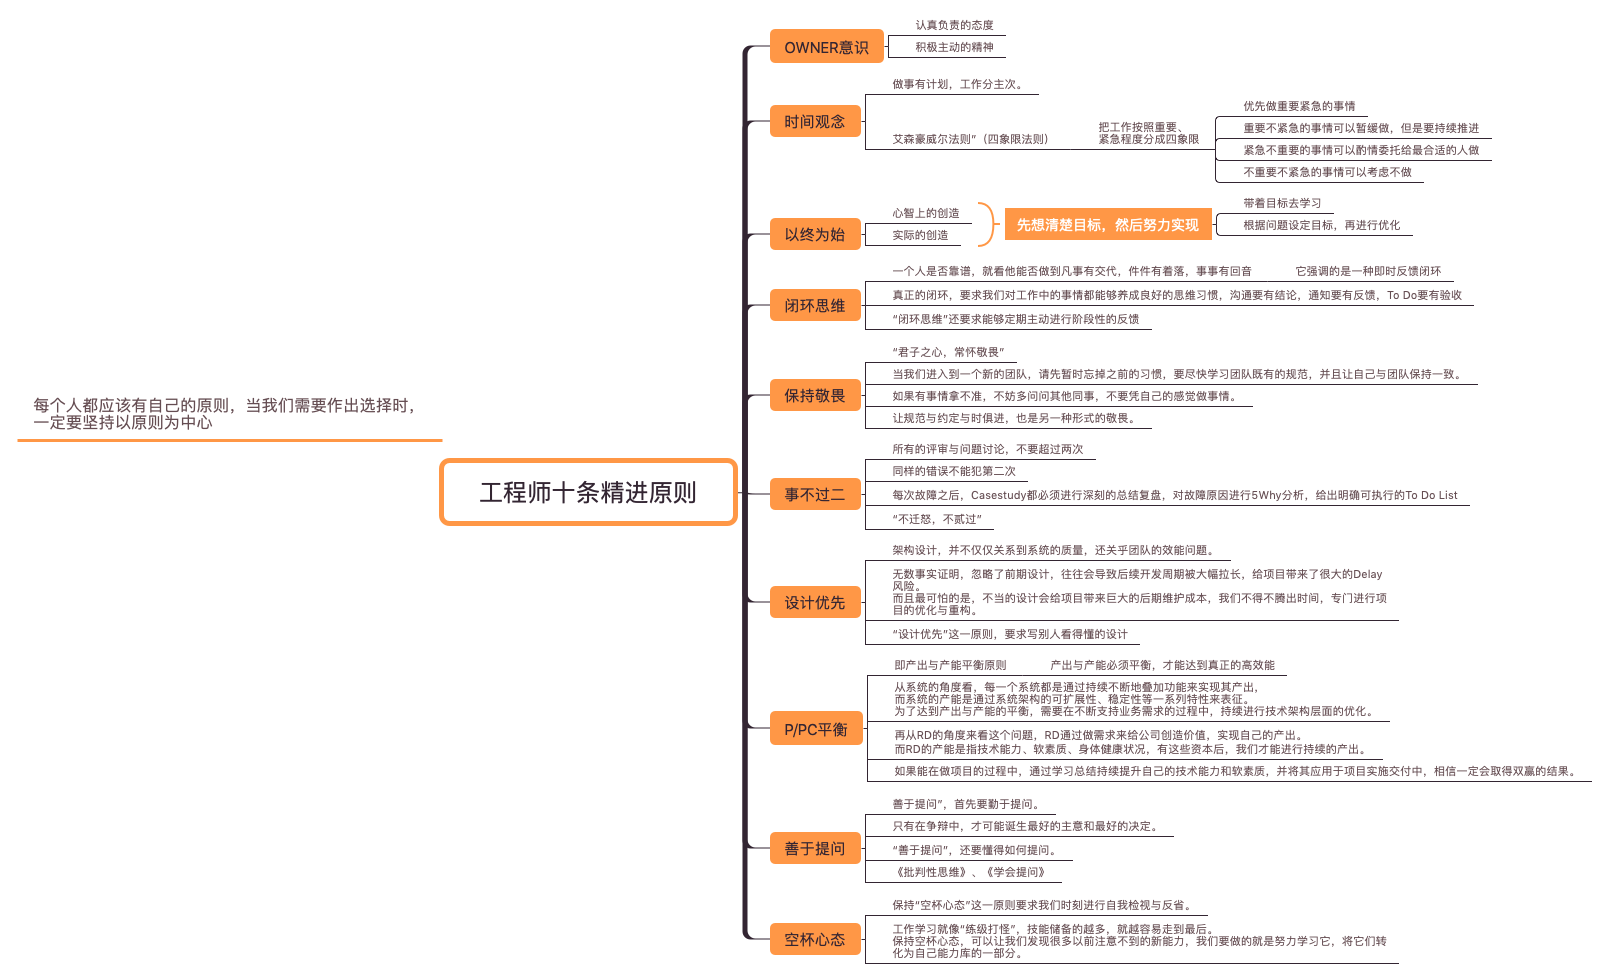 每个人都应该有自己的原则，当我们需要作出选择时，
一定要坚持以原则为中心
工程师十条精进原则
OWNER意识
认真负责的态度
积极主动的精神
时间观念
做事有计划，工作分主次。
艾森豪威尔法则”（四象限法则）
把工作按照重要、
紧急程度分成四象限
优先做重要紧急的事情
重要不紧急的事情可以暂缓做，但是要持续推进
紧急不重要的事情可以酌情委托给最合适的人做
不重要不紧急的事情可以考虑不做
以终为始
心智上的创造
实际的创造
先想清楚目标，然后努力实现
带着目标去学习
根据问题设定目标，再进行优化
闭环思维
一个人是否靠谱，就看他能否做到凡事有交代，件件有着落，事事有回音
它强调的是一种即时反馈闭环
真正的闭环，要求我们对工作中的事情都能够养成良好的思维习惯，沟通要有结论，通知要有反馈，To Do要有验收
“闭环思维”还要求能够定期主动进行阶段性的反馈
保持敬畏
“君子之心，常怀敬畏”
当我们进入到一个新的团队，请先暂时忘掉之前的习惯，要尽快学习团队既有的规范，并且让自己与团队保持一致。
如果有事情拿不准，不妨多问问其他同事，不要凭自己的感觉做事情。
让规范与约定与时俱进，也是另一种形式的敬畏。
事不过二
所有的评审与问题讨论，不要超过两次
同样的错误不能犯第二次
每次故障之后，Casestudy都必须进行深刻的总结复盘，对故障原因进行5Why分析，给出明确可执行的To Do List
“不迁怒，不贰过”
设计优先
架构设计，并不仅仅关系到系统的质量，还关乎团队的效能问题。
无数事实证明，忽略了前期设计，往往会导致后续开发周期被大幅拉长，给项目带来了很大的Delay
风险。
而且最可怕的是，不当的设计会给项目带来巨大的后期维护成本，我们不得不腾出时间，专门进行项
目的优化与重构。
“设计优先”这一原则，要求写别人看得懂的设计
P/PC平衡
即产出与产能平衡原则
产出与产能必须平衡，才能达到真正的高效能
从系统的角度看，每一个系统都是通过持续不断地叠加功能来实现其产出，
而系统的产能是通过系统架构的可扩展性、稳定性等一系列特性来表征。
为了达到产出与产能的平衡，需要在不断支持业务需求的过程中，持续进行技术架构层面的优化。
再从RD的角度来看这个问题，RD通过做需求来给公司创造价值，实现自己的产出。
而RD的产能是指技术能力、软素质、身体健康状况，有这些资本后，我们才能进行持续的产出。
如果能在做项目的过程中，通过学习总结持续提升自己的技术能力和软素质，并将其应用于项目实施交付中，相信一定会取得双赢的结果。
善于提问
善于提问”，首先要勤于提问。
只有在争辩中，才可能诞生最好的主意和最好的决定。
“善于提问”，还要懂得如何提问。
《批判性思维》、《学会提问》
空杯心态
保持“空杯心态”这一原则要求我们时刻进行自我检视与反省。
工作学习就像“练级打怪”，技能储备的越多，就越容易走到最后。
保持空杯心态，可以让我们发现很多以前注意不到的新能力，我们要做的就是努力学习它，将它们转
化为自己能力库的一部分。